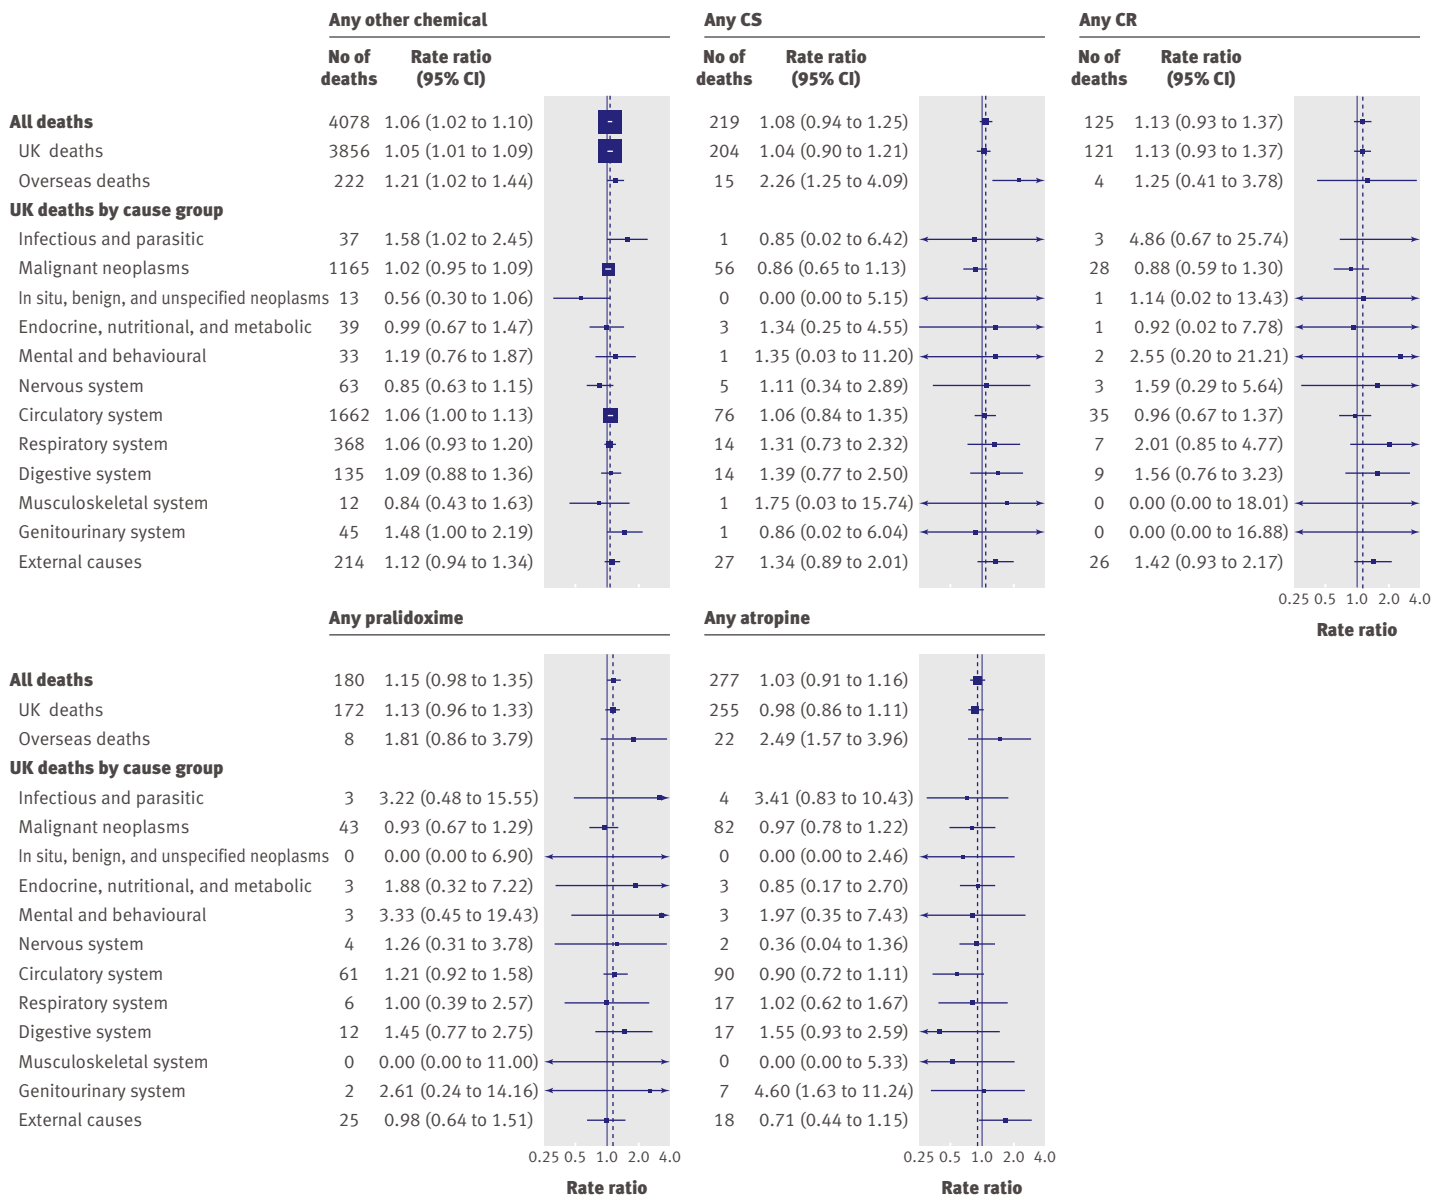 Any other chemical Any CS Any CR
No of deaths Rate ratio (95% CI) No of deaths Rate ratio (95% CI) No of deaths Rate ratio (95% CI)
All deaths 4078 1.06 (1.02 to 1.10) 219 1.08 (0.94 to 1.25) 125 1.13 (0.93 to 1.37)
UK deaths 3856 1.05 (1.01 to 1.09) 204 1.04 (0.90 to 1.21) 121 1.13 (0.93 to 1.37)
Overseas deaths 222 1.21 (1.02 to 1.44) 15 2.26 (1.25 to 4.09) 4 1.25 (0.41 to 3.78)
UK deaths by cause group
Infectious and parasitic 37 1.58 (1.02 to 2.45) 1 0.85 (0.02 to 6.42) 3 4.86 (0.67 to 25.74)
Malignant neoplasms 1165 1.02 (0.95 to 1.09) 56 0.86 (0.65 to 1.13) 28 0.88 (0.59 to 1.30)
In situ, benign, and unspecified neoplasms 13 0.56 (0.30 to 1.06) 0 0.00 (0.00 to 5.15) 1 1.14 (0.02 to 13.43)
Endocrine, nutritional, and metabolic 39 0.99 (0.67 to 1.47) 3 1.34 (0.25 to 4.55) 1 0.92 (0.02 to 7.78)
Mental and behavioural 33 1.19 (0.76 to 1.87) 1 1.35 (0.03 to 11.20) 2 2.55 (0.20 to 21.21)
Nervous system 63 0.85 (0.63 to 1.15) 5 1.11 (0.34 to 2.89) 3 1.59 (0.29 to 5.64)
Circulatory system 1662 1.06 (1.00 to 1.13) 76 1.06 (0.84 to 1.35) 35 0.96 (0.67 to 1.37)
Respiratory system 368 1.06 (0.93 to 1.20) 14 1.31 (0.73 to 2.32) 7 2.01 (0.85 to 4.77)
Digestive system 135 1.09 (0.88 to 1.36) 14 1.39 (0.77 to 2.50) 9 1.56 (0.76 to 3.23)
Musculoskeletal system 12 0.84 (0.43 to 1.63) 1 1.75 (0.03 to 15.74) 0 0.00 (0.00 to 18.01)
Genitourinary system 45 1.48 (1.00 to 2.19) 1 0.86 (0.02 to 6.04) 0 0.00 (0.00 to 16.88)
External causes 214 1.12 (0.94 to 1.34) 27 1.34 (0.89 to 2.01) 26 1.42 (0.93 to 2.17)
0.25 0.5 1.0 2.0 4.0
Rate ratio
Any pralidoxime Any atropine
All deaths 180 1.15 (0.98 to 1.35) 277 1.03 (0.91 to 1.16)
UK deaths 172 1.13 (0.96 to 1.33) 255 0.98 (0.86 to 1.11)
Overseas deaths 8 1.81 (0.86 to 3.79) 22 2.49 (1.57 to 3.96)
UK deaths by cause group
Infectious and parasitic 3 3.22 (0.48 to 15.55) 4 3.41 (0.83 to 10.43)
Malignant neoplasms 43 0.93 (0.67 to 1.29) 82 0.97 (0.78 to 1.22)
In situ, benign, and unspecified neoplasms 0 0.00 (0.00 to 6.90) 0 0.00 (0.00 to 2.46)
Endocrine, nutritional, and metabolic 3 1.88 (0.32 to 7.22) 3 0.85 (0.17 to 2.70)
Mental and behavioural 3 3.33 (0.45 to 19.43) 3 1.97 (0.35 to 7.43)
Nervous system 4 1.26 (0.31 to 3.78) 2 0.36 (0.04 to 1.36)
Circulatory system 61 1.21 (0.92 to 1.58) 90 0.90 (0.72 to 1.11)
Respiratory system 6 1.00 (0.39 to 2.57) 17 1.02 (0.62 to 1.67)
Digestive system 12 1.45 (0.77 to 2.75) 17 1.55 (0.93 to 2.59)
Musculoskeletal system 0 0.00 (0.00 to 11.00) 0 0.00 (0.00 to 5.33)
Genitourinary system 2 2.61 (0.24 to 14.16) 7 4.60 (1.63 to 11.24)
External causes 25 0.98 (0.64 to 1.51) 18 0.71 (0.44 to 1.15)
0.25 0.5 1.0 2.0 4.0 0.25 0.5 1.0 2.0 4.0
Rate ratio Rate ratio